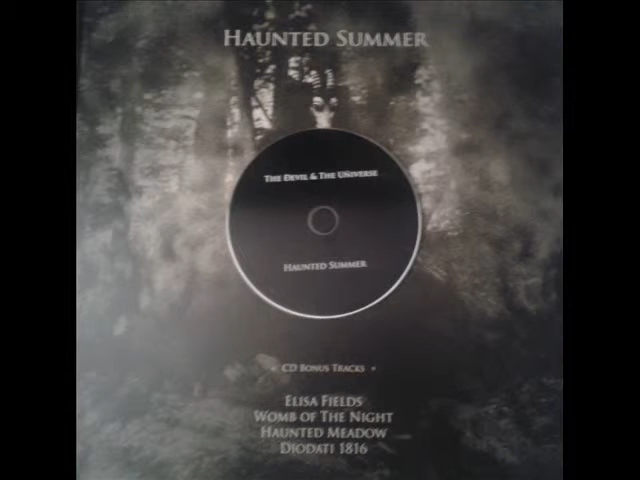 HAUNTED SUMMER
THE DEVIL & THE UNIVERSE
HAUNTED SUMMER
CD BONUS TRACKS
ELISA FIELDS
WOMB OF THE NIGHT
HAUNTED MEADOW
DIODATI 1816